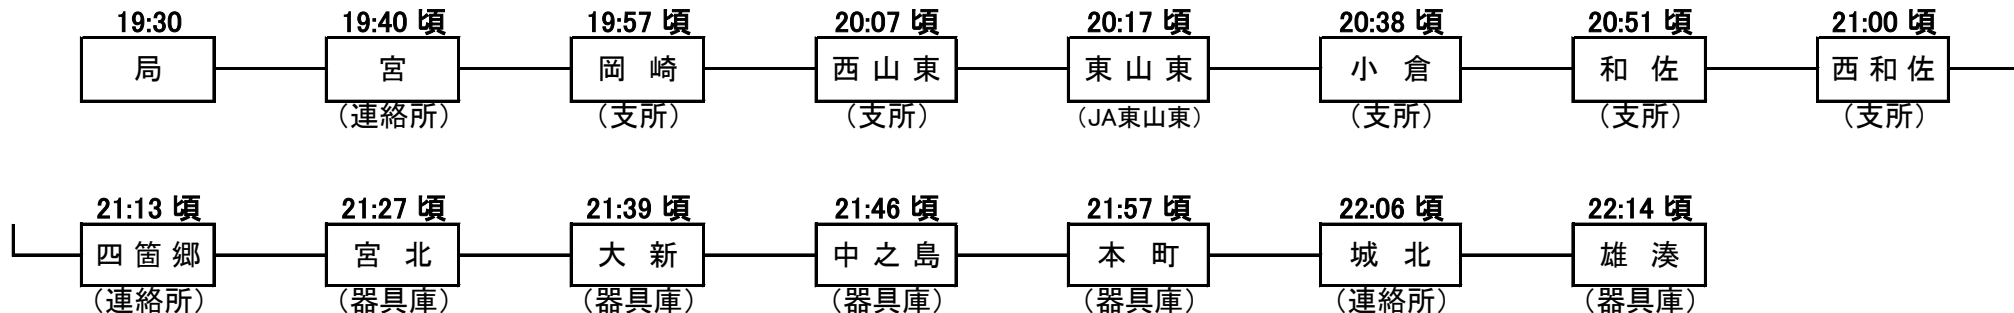 19:30 19:40 頃 19:57 頃 20:07 頃 20:17 頃 20:38 頃 20:51 頃 21:00 頃
局 宮 岡崎 西山東 東山東 小倉 和佐 西和佐
（連絡所） （支所） （支所） （JA東山東） （支所） （支所） （支所）
21:13 頃 21:27 頃 21:39 頃 21:46 頃 21:57 頃 22:06 頃 22:14 頃
四箇郷 宮北 大新 中之島 本町 城北 雄湊
（連絡所） （器具庫） （器具庫） （器具庫） （器具庫） （連絡所） （器具庫）